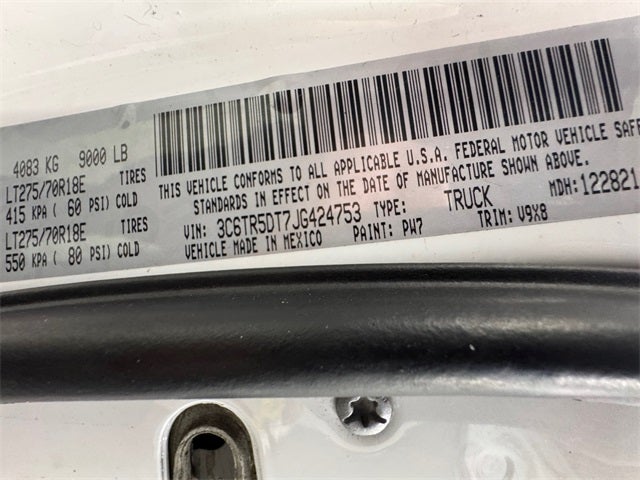 4083 KG 9000 LB
LT275/70R18E TIRES
415 KPA ( 60 PSI) COLD
LT275/70R18E TIRES
550 KPA ( 80 PSI) COLD
THIS VEHICLE CONFORMS TO ALL APPLICABLE U.S.A. FEDERAL MOTOR VEHICLE SAFE
STANDARDS IN EFFECT ON THE DATE OF MANUFACTURE SHOWN ABOVE.
VIN: 3C6TR5DT7JG424753 TYPE: TRUCK MDH: 122821
VEHICLE MADE IN MEXICO PAINT: PW7 TRIM: V9X8